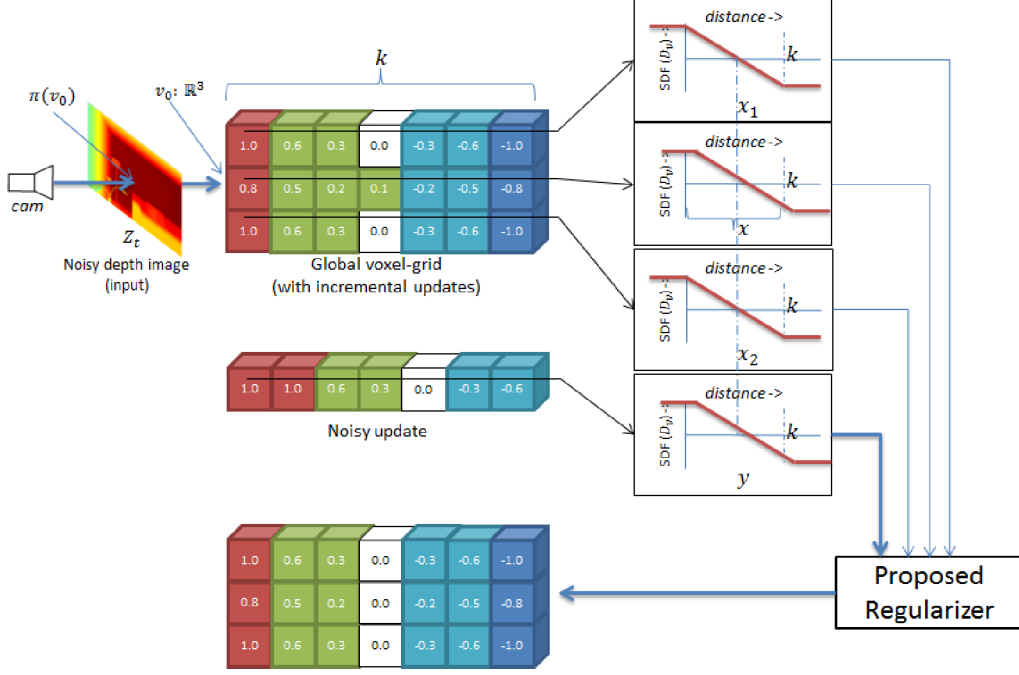 k
π(v₀)
v₀: ℝ³
cam
Z_t
Noisy depth image
(input)
1.0 0.6 0.3 0.0 -0.3 -0.6 -1.0
0.8 0.5 0.2 0.1 -0.2 -0.5 -0.8
1.0 0.6 0.3 0.0 -0.3 -0.6 -1.0
Global voxel-grid
(with incremental updates)
1.0 1.0 0.6 0.3 0.0 -0.3 -0.6
Noisy update
distance ->
SDF (D_v) ->
k
x₁
distance ->
SDF (D_v) ->
k
x
distance ->
SDF (D_v) ->
k
x₂
distance ->
SDF (D_v) ->
k
y
Proposed
Regularizer
1.0 0.6 0.3 0.0 -0.3 -0.6 -1.0
0.8 0.5 0.2 0.0 -0.2 -0.5 -0.8
1.0 0.6 0.3 0.0 -0.3 -0.6 -1.0